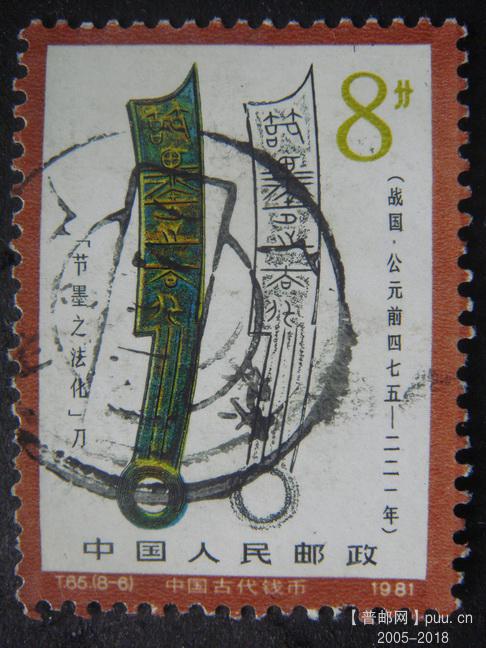 8分
（战国·公元前四七五—二二一年）
「节墨之法化」刀
中国人民邮政
T.65.(8-6) 中国古代钱币 1981
【普邮网】puu.cn
2005-2018